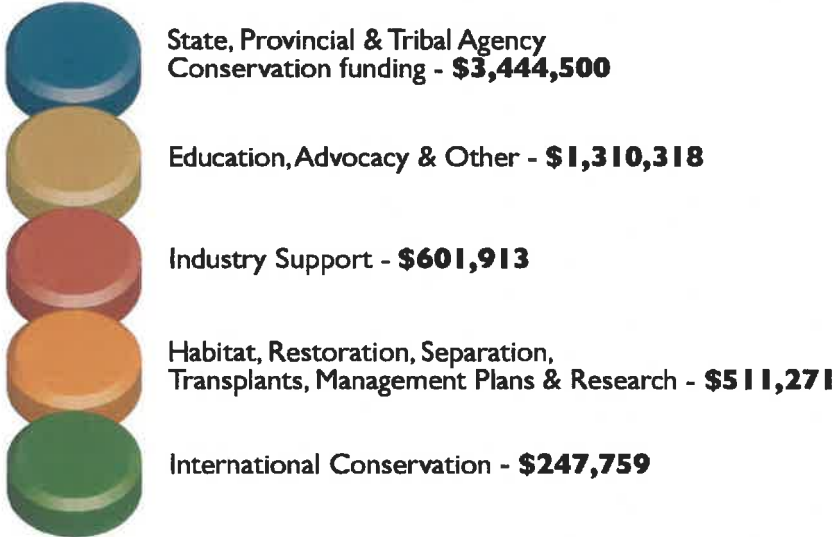 State, Provincial & Tribal Agency
Conservation funding - $3,444,500
Education, Advocacy & Other - $1,310,318
Industry Support - $601,913
Habitat, Restoration, Separation,
Transplants, Management Plans & Research - $511,271
International Conservation - $247,759